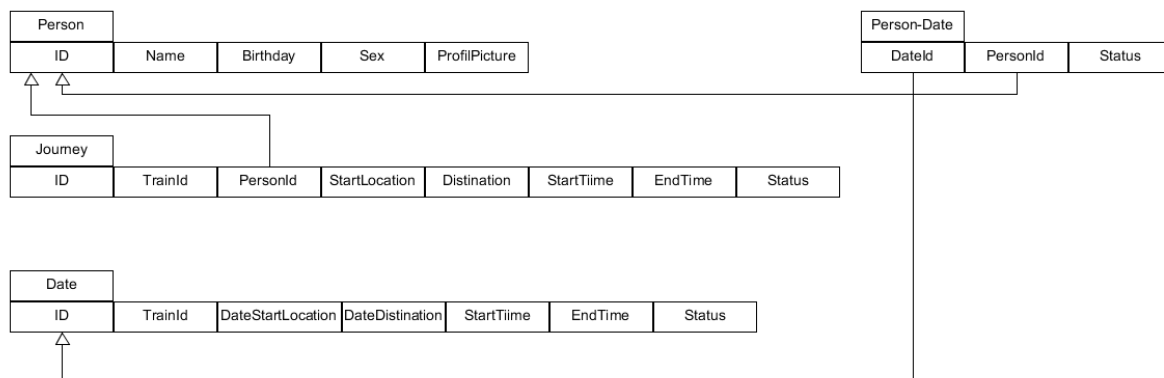 Person
Person-Date
ID Name Birthday Sex ProfilPicture
DateId PersonId Status
Journey
ID TrainId PersonId StartLocation Distination StartTiime EndTime Status
Date
ID TrainId DateStartLocation DateDistination StartTiime EndTime Status